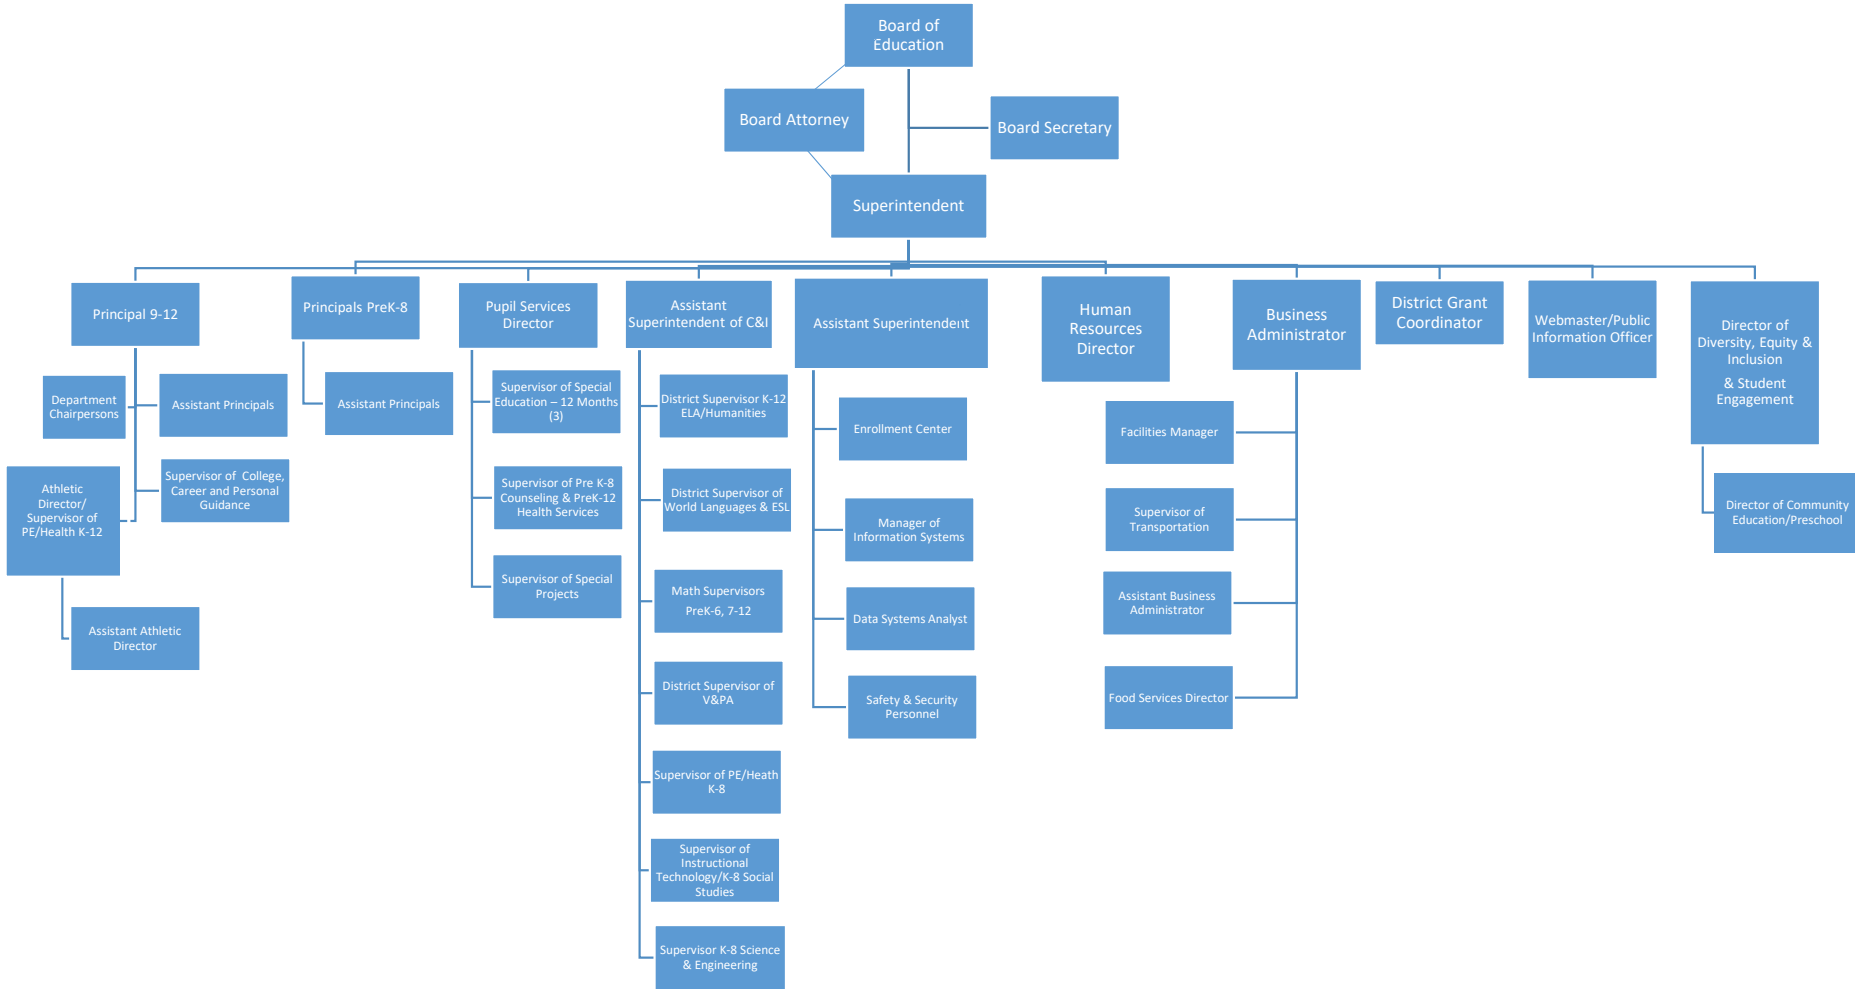 Board of
Education
Board Attorney
Board Secretary
Superintendent
Principal 9-12
Principals PreK-8
Pupil Services
Director
Assistant
Superintendent of C&I
Assistant Superintendent
Human
Resources
Director
Business
Administrator
District Grant
Coordinator
Webmaster/Public
Information Officer
Director of
Diversity, Equity &
Inclusion
& Student
Engagement
Department
Chairpersons
Assistant Principals
Athletic
Director/
Supervisor of
PE/Health K-12
Supervisor of College,
Career and Personal
Guidance
Assistant Athletic
Director
Assistant Principals
Supervisor of Special
Education – 12 Months
(3)
Supervisor of Pre K-8
Counseling & PreK-12
Health Services
Supervisor of Special
Projects
District Supervisor K-12
ELA/Humanities
District Supervisor of
World Languages & ESL
Math Supervisors
PreK-6, 7-12
District Supervisor of
V&PA
Supervisor of PE/Heath
K-8
Supervisor of
Instructional
Technology/K-8 Social
Studies
Supervisor K-8 Science
& Engineering
Enrollment Center
Manager of
Information Systems
Data Systems Analyst
Safety & Security
Personnel
Facilities Manager
Supervisor of
Transportation
Assistant Business
Administrator
Food Services Director
Director of Community
Education/Preschool